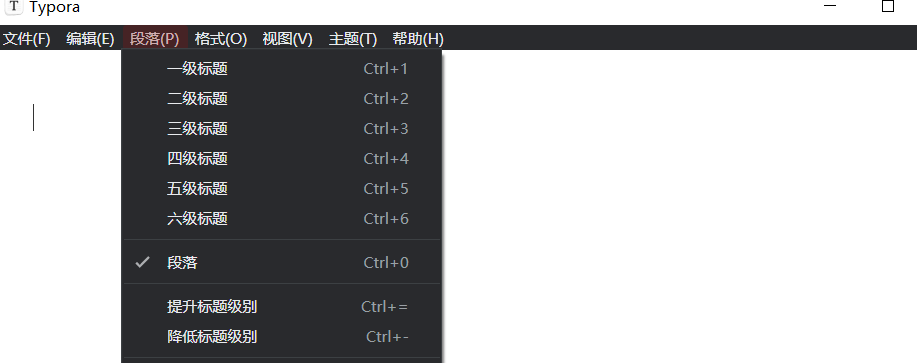 T Typora
文件(F) 编辑(E) 段落(P) 格式(O) 视图(V) 主题(T) 帮助(H)
一级标题 Ctrl+1
二级标题 Ctrl+2
三级标题 Ctrl+3
四级标题 Ctrl+4
五级标题 Ctrl+5
六级标题 Ctrl+6
段落 Ctrl+0
提升标题级别 Ctrl+=
降低标题级别 Ctrl+-